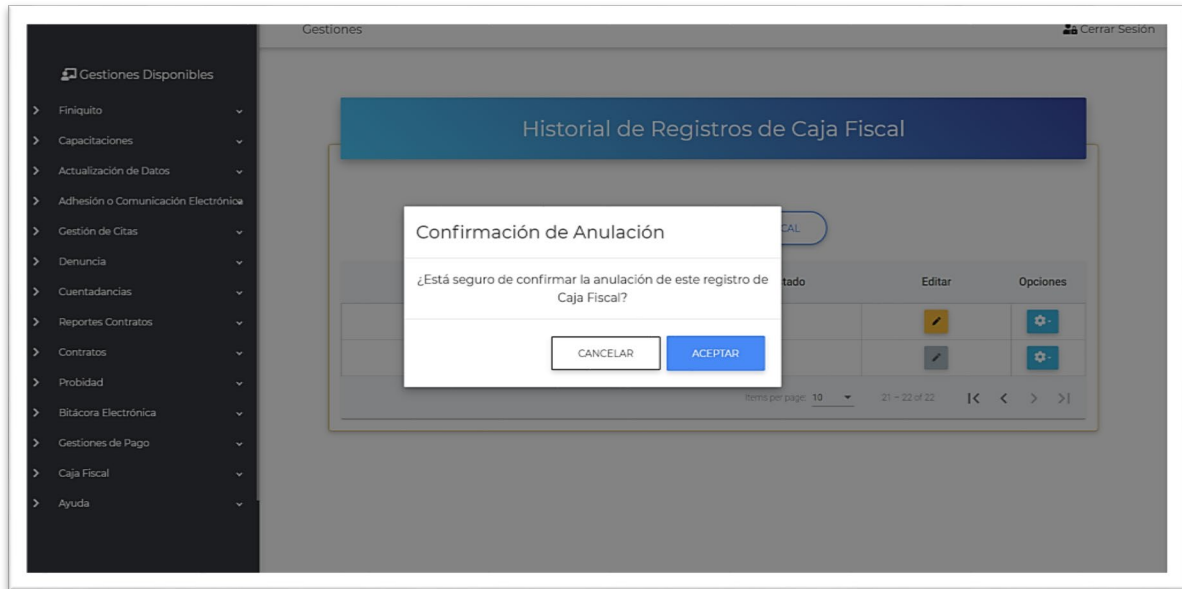 Gestiones
Cerrar Sesión
Gestiones Disponibles
Finiquito
Capacitaciones
Actualización de Datos
Adhesión o Comunicación Electrónica
Gestión de Citas
Denuncia
Cuentadancias
Reportes Contratos
Contratos
Probidad
Bitácora Electrónica
Gestiones de Pago
Caja Fiscal
Ayuda
Historial de Registros de Caja Fiscal
CAL
tado Editar Opciones
Confirmación de Anulación
¿Está seguro de confirmar la anulación de este registro de
Caja Fiscal?
CANCELAR ACEPTAR
Items per page: 10 21 – 22 of 22